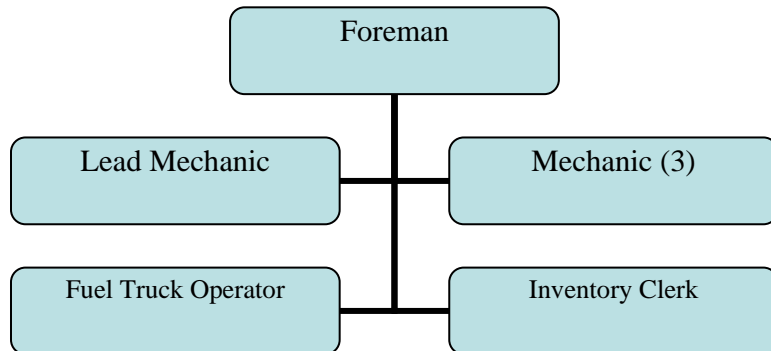 Foreman
Lead Mechanic
Mechanic (3)
Fuel Truck Operator
Inventory Clerk